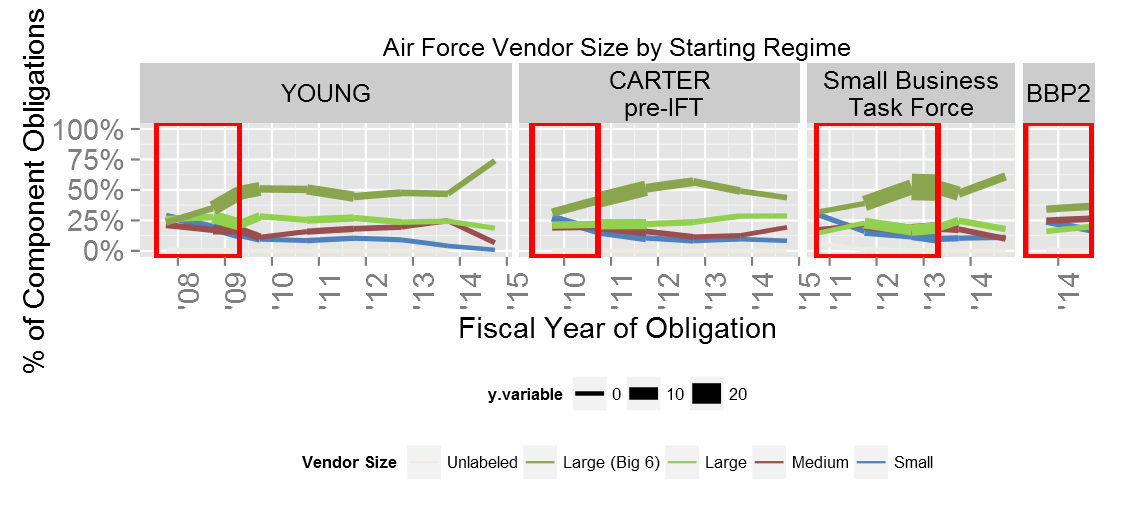 Air Force Vendor Size by Starting Regime
YOUNG
CARTER
pre-IFT
Small Business
Task Force
BBP2
% of Component Obligations
100%
75%
50%
25%
0%
'08 '09 '10 '11 '12 '13 '14 '15 '10 '11 '12 '13 '14 '15 '11 '12 '13 '14 '14
Fiscal Year of Obligation
y.variable 0 10 20
Vendor Size Unlabeled Large (Big 6) Large Medium Small